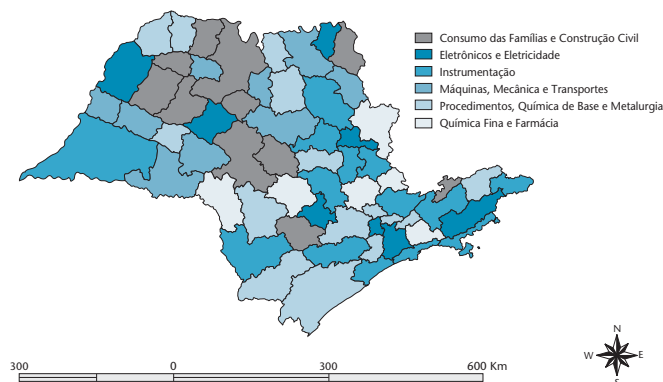 Consumo das Famílias e Construção Civil
Eletrônicos e Eletricidade
Instrumentação
Máquinas, Mecânica e Transportes
Procedimentos, Química de Base e Metalurgia
Química Fina e Farmácia
N
W E
S
300 0 300 600 Km